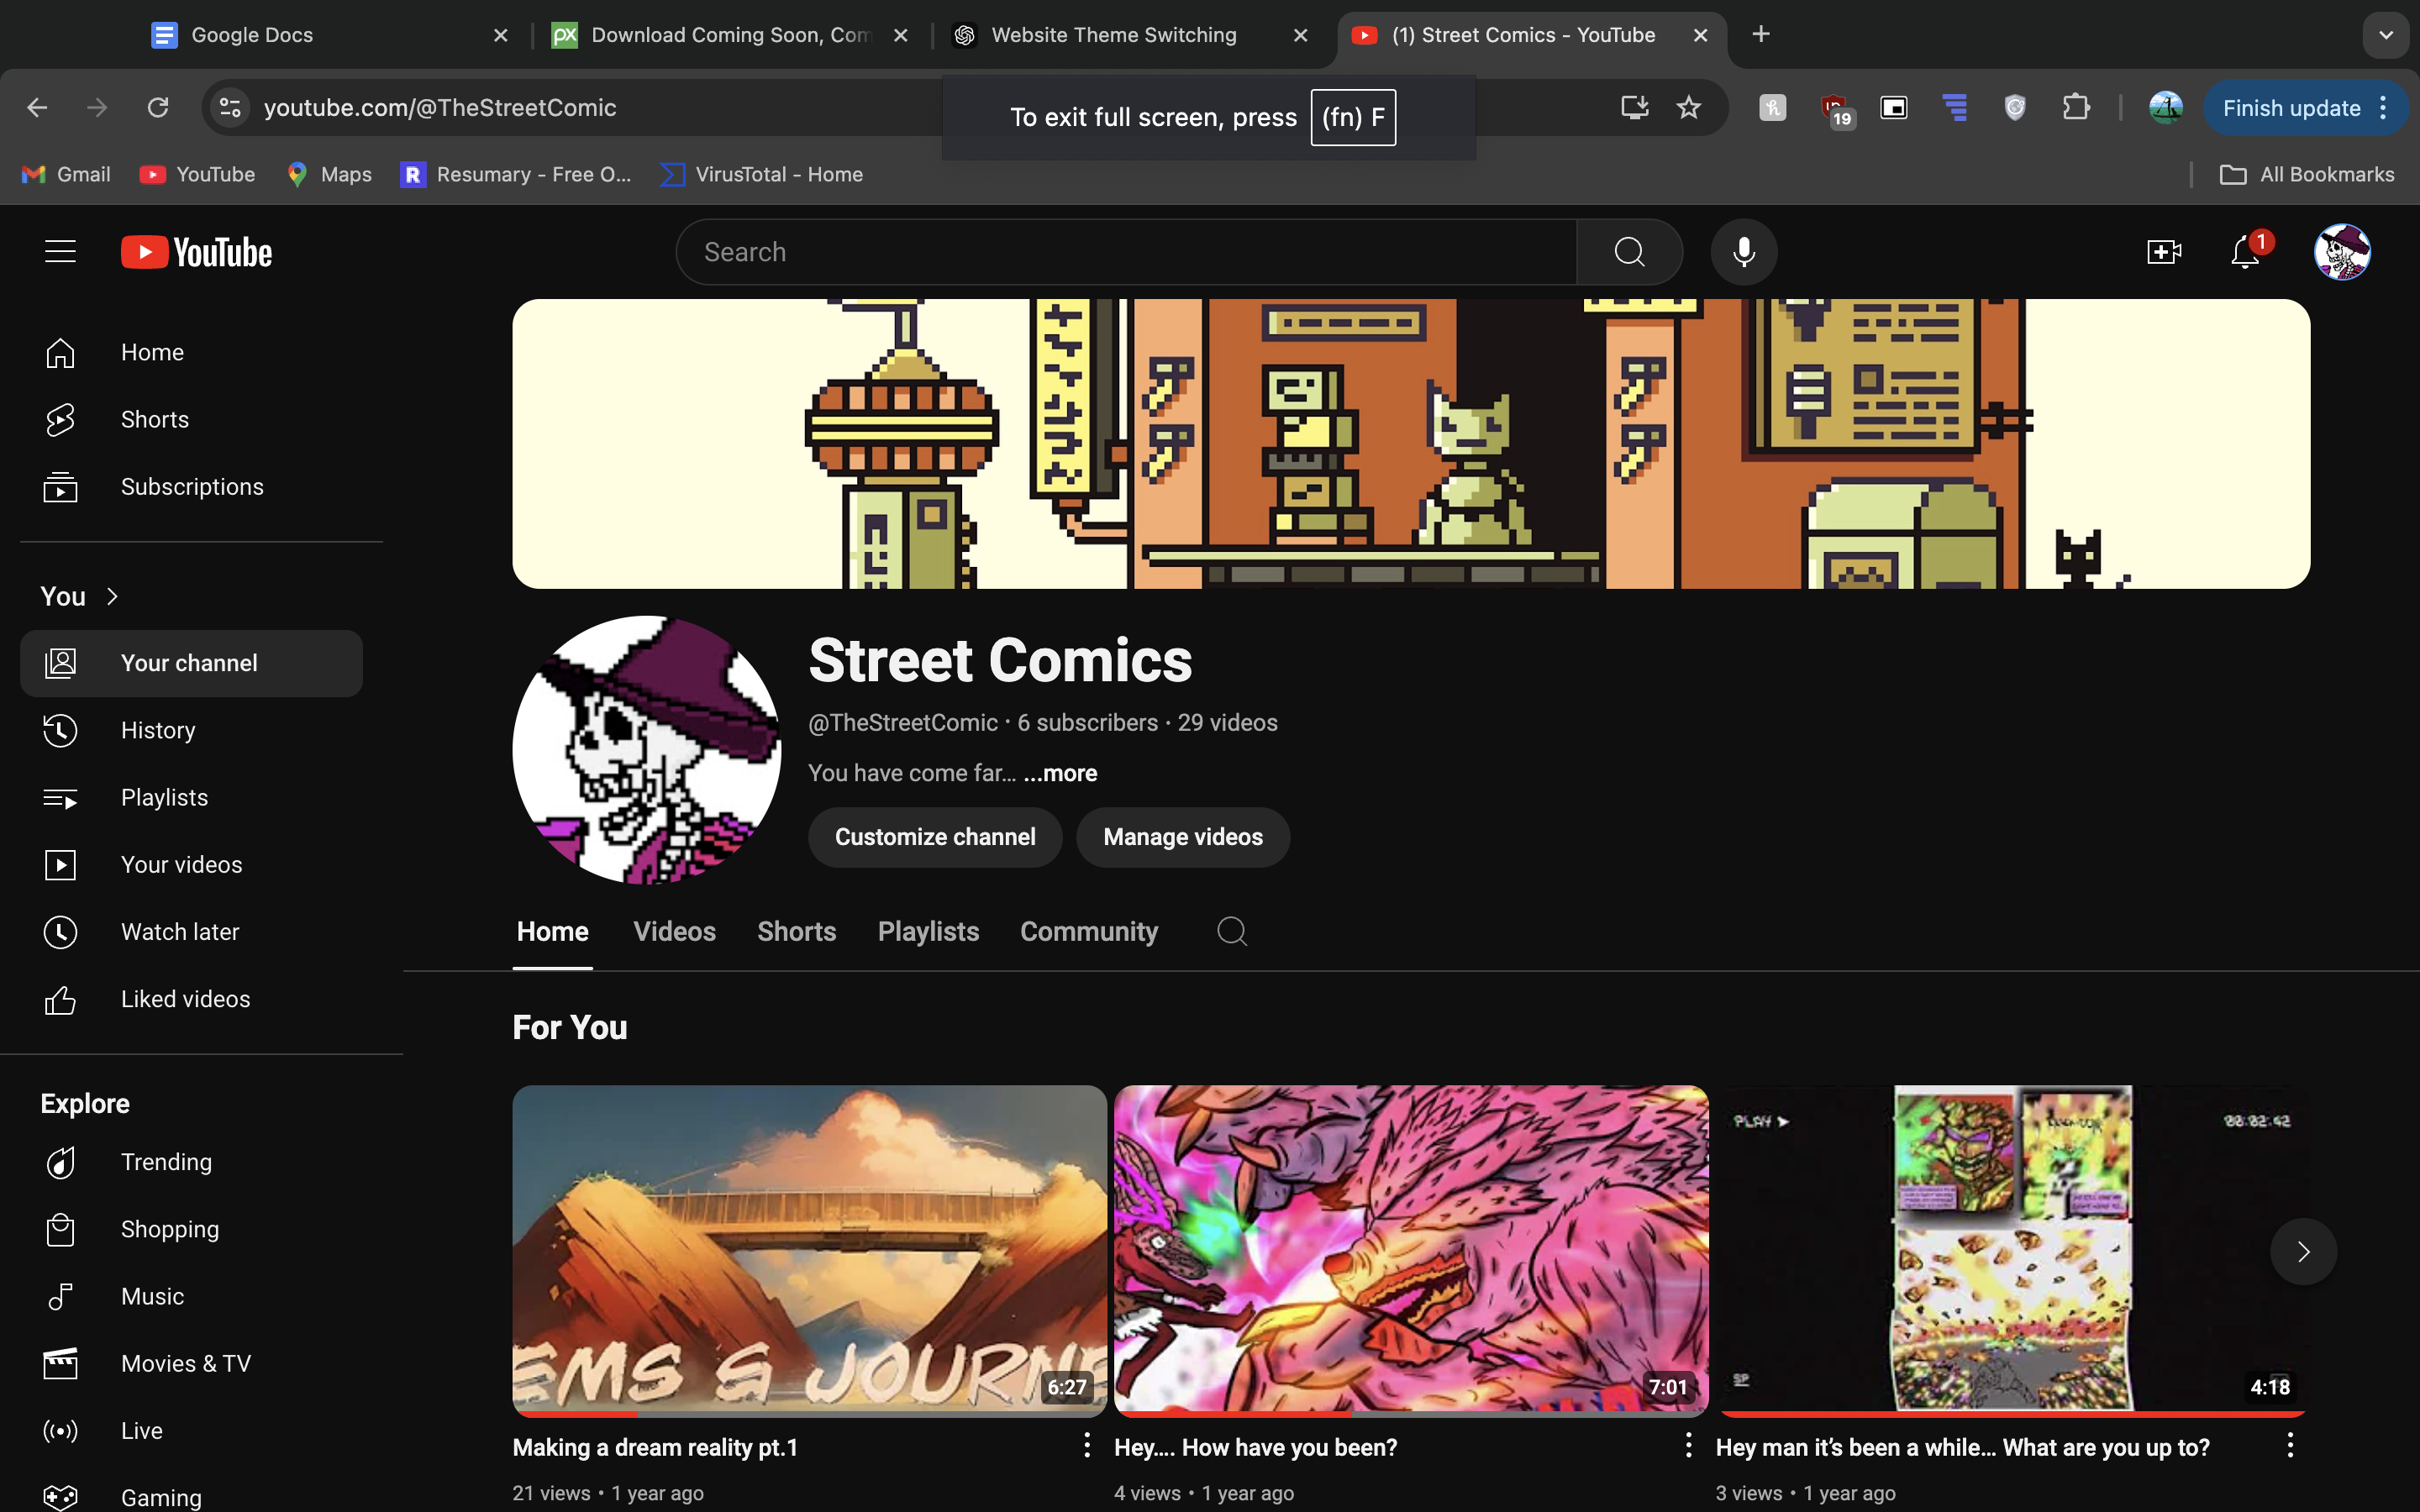 Google Docs
Download Coming Soon, Com
Website Theme Switching
(1) Street Comics - YouTube
youtube.com/@TheStreetComic
To exit full screen, press (fn) F
19
Finish update
Gmail
YouTube
Maps
Resumary - Free O...
VirusTotal - Home
All Bookmarks
YouTube
Search
1
Home
Shorts
Subscriptions
You
Your channel
History
Playlists
Your videos
Watch later
Liked videos
Explore
Trending
Shopping
Music
Movies & TV
Live
Gaming
Street Comics
@TheStreetComic · 6 subscribers · 29 videos
You have come far... ...more
Customize channel
Manage videos
Home
Videos
Shorts
Playlists
Community
For You
EMS & JOURN
6:27
7:01
PLAY
00:02:42
SP
4:18
Making a dream reality pt.1
21 views • 1 year ago
Hey.... How have you been?
4 views • 1 year ago
Hey man it’s been a while... What are you up to?
3 views • 1 year ago